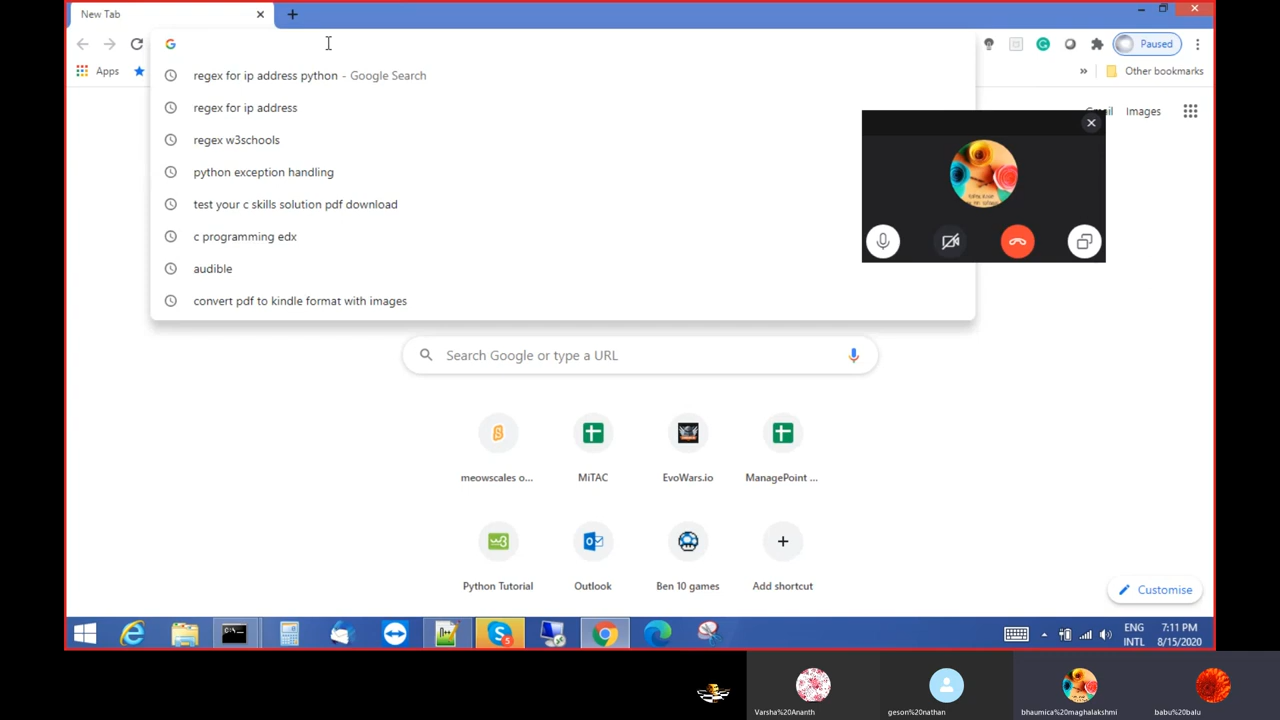 New Tab
Paused
Apps
Other bookmarks
regex for ip address python - Google Search
regex for ip address
regex w3schools
python exception handling
test your c skills solution pdf download
c programming edx
audible
convert pdf to kindle format with images
Images
Search Google or type a URL
meowscales o...
MiTAC
EvoWars.io
ManagePoint ...
Python Tutorial
Outlook
Ben 10 games
Add shortcut
Customise
ENG
INTL
7:11 PM
8/15/2020
Varsha%20Ananth
geson%20nathan
bhaumica%20maghalakshmi
babu%20balu